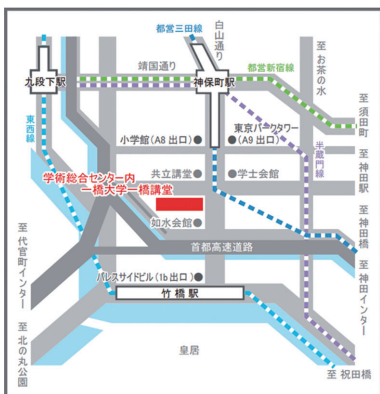 都営三田線
白山通り
靖国通り
都営新宿線
至お茶の水
九段下駅
神保町駅
至須田町
東西線
小学館(A8 出口)
東京パークタワー
(A9 出口)
半蔵門線
至神田駅
学術総合センター内
一橋大学一橋講堂
共立講堂
学士会館
如水会館
至神田橋
首都高速道路
至代官町インター
至神田インター
パレスサイドビル(1b出口)
竹橋駅
至北の丸公園
皇居
至祝田橋